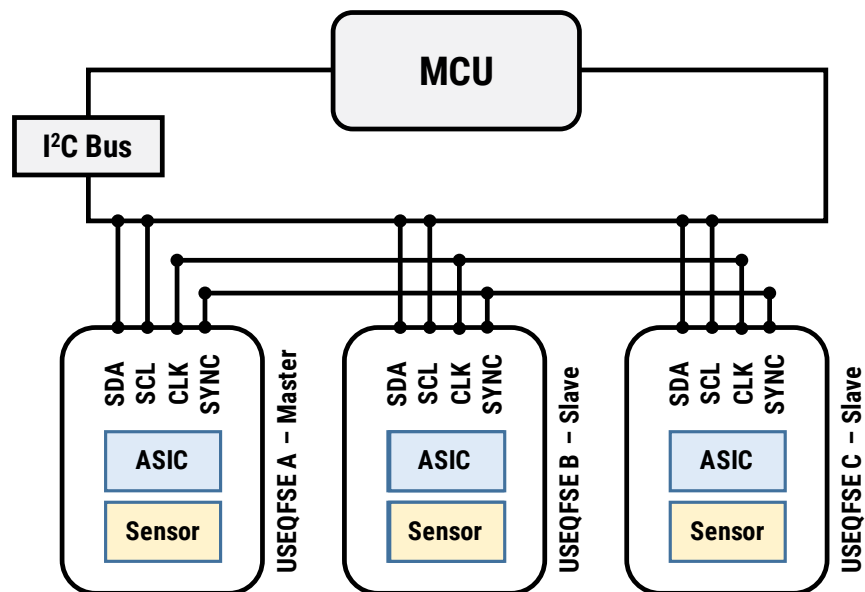 MCU
I²C Bus
SDA
SCL
CLK
SYNC
USEQFSE A – Master
ASIC
Sensor
SDA
SCL
CLK
SYNC
USEQFSE B – Slave
ASIC
Sensor
SDA
SCL
CLK
SYNC
USEQFSE C – Slave
ASIC
Sensor